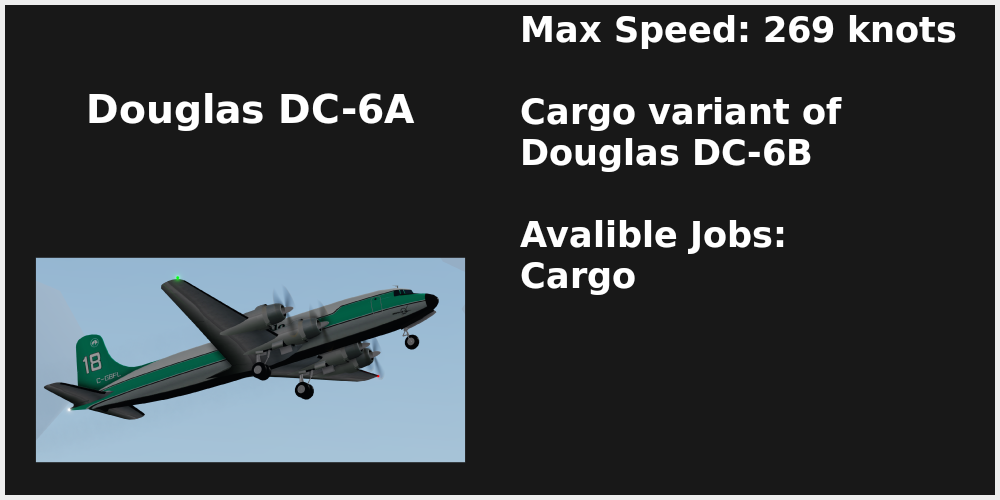 Max Speed: 269 knots
Douglas DC-6A
Cargo variant of
Douglas DC-6B
Avalible Jobs:
Cargo
18